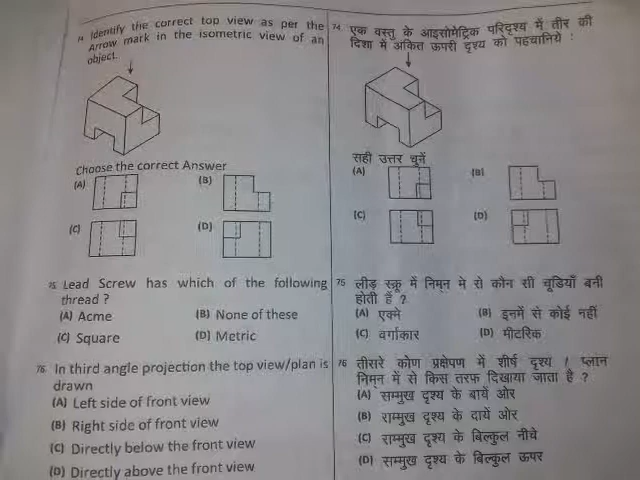 74 Identify the correct top view as per the
Arrow mark in the isometric view of an
object.
Choose the correct Answer
(A)
(B)
(C)
(D)
75 Lead Screw has which of the following
thread ?
(A) Acme
(B) None of these
(C) Square
(D) Metric
76 In third angle projection the top view/plan is
drawn
(A) Left side of front view
(B) Right side of front view
(C) Directly below the front view
(D) Directly above the front view
74. एक वस्तु के आइसोमेट्रिक परिदृश्य में तीर की
दिशा में अंकित ऊपरी दृश्य को पहचानिये :
सही उत्तर चुनें
(A)
(B)
(C)
(D)
75 लीड़ स्क्रू में निम्न मे से कौन सी चूडियाँ बनी
होती हैं ?
(A) एक्मे
(B) इनमें से कोई नहीं
(C) वर्गाकार
(D) मीटरिक
76 तीसरे कोण प्रक्षेपण में शीर्ष दृश्य / प्लान
निम्न में से किस तरफ दिखाया जाता है ?
(A) सम्मुख दृश्य के बायें ओर
(B) सम्मुख दृश्य के दायें ओर
(C) सम्मुख दृश्य के बिल्कुल नीचे
(D) सम्मुख दृश्य के बिल्कुल ऊपर